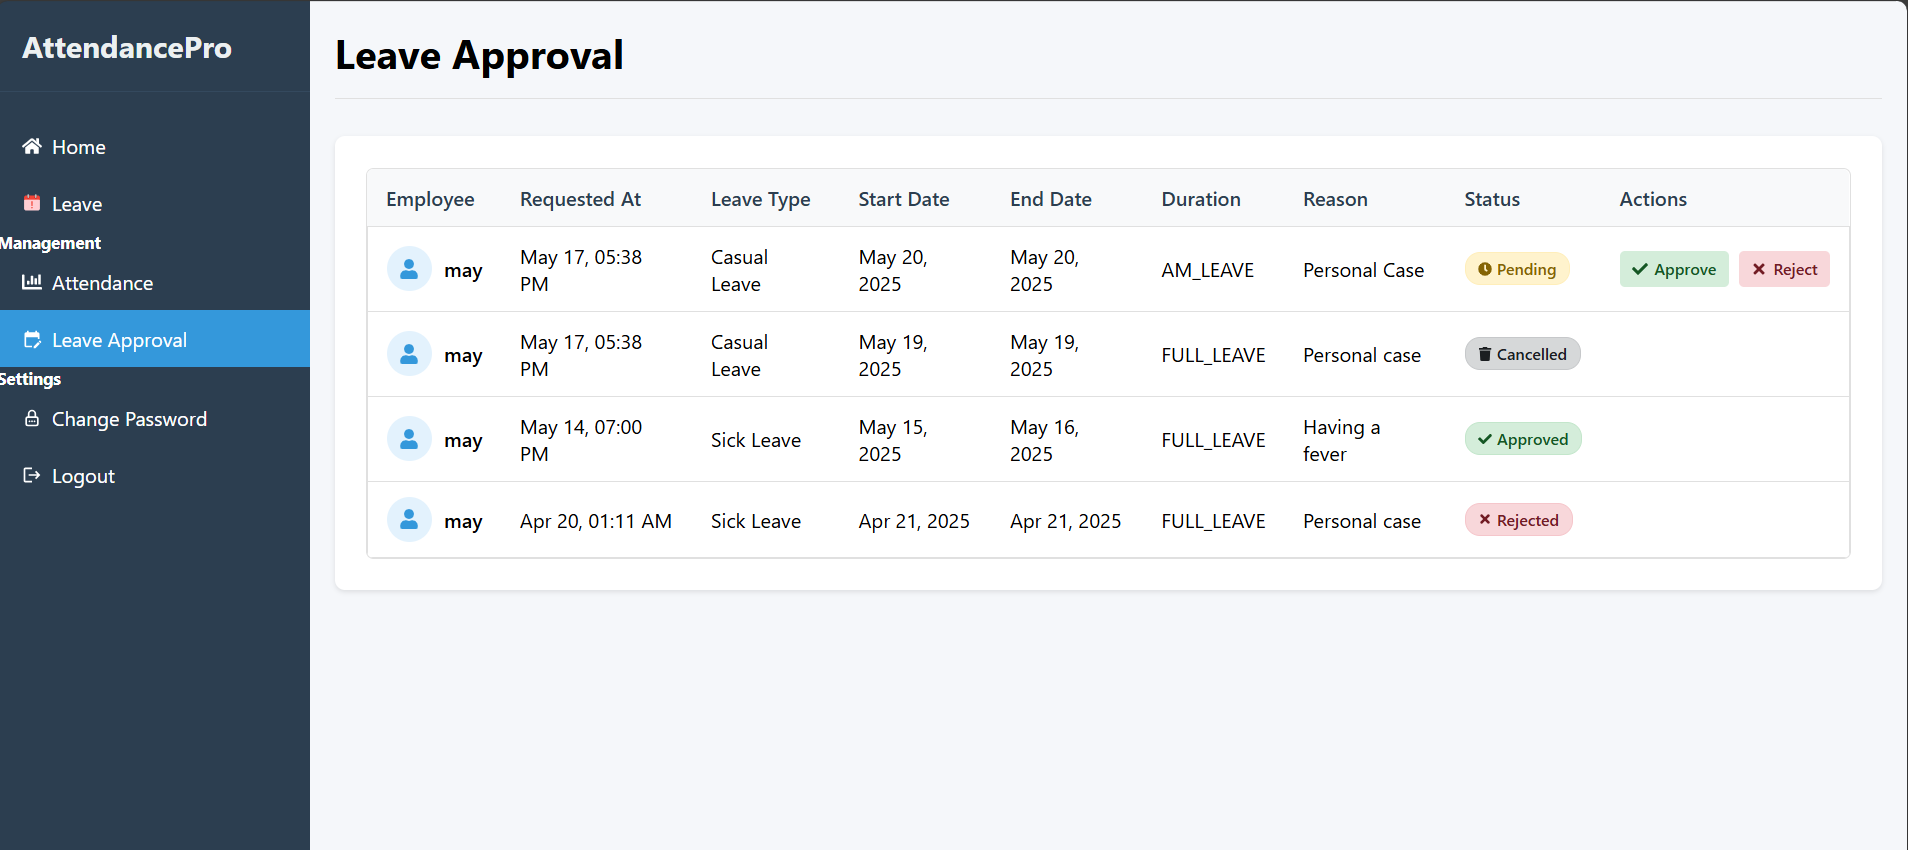 AttendancePro
Home
Leave
Management
Attendance
Leave Approval
Settings
Change Password
Logout
Leave Approval
Employee Requested At Leave Type Start Date End Date Duration Reason Status Actions
may May 17, 05:38 PM Casual Leave May 20, 2025 May 20, 2025 AM_LEAVE Personal Case Pending Approve Reject
may May 17, 05:38 PM Casual Leave May 19, 2025 May 19, 2025 FULL_LEAVE Personal case Cancelled
may May 14, 07:00 PM Sick Leave May 15, 2025 May 16, 2025 FULL_LEAVE Having a fever Approved
may Apr 20, 01:11 AM Sick Leave Apr 21, 2025 Apr 21, 2025 FULL_LEAVE Personal case Rejected